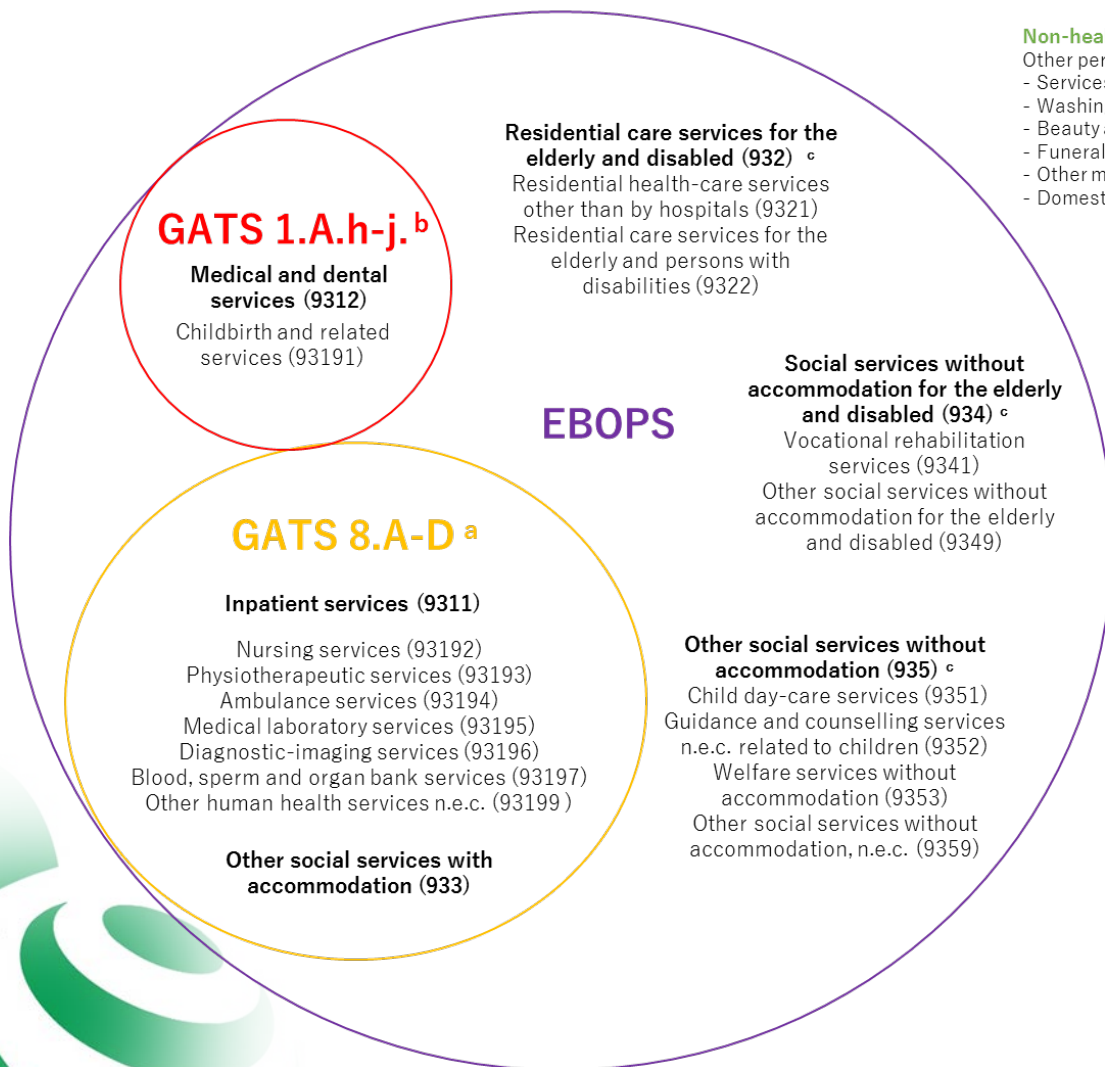 Non-hea
Other per
- Services
- Washin
- Beauty a
- Funeral
- Other m
- Domest
Residential care services for the
elderly and disabled (932) c
Residential health-care services
other than by hospitals (9321)
Residential care services for the
elderly and persons with
disabilities (9322)
GATS 1.A.h-j. b
Medical and dental
services (9312)
Childbirth and related
services (93191)
Social services without
accommodation for the elderly
and disabled (934) c
Vocational rehabilitation
services (9341)
Other social services without
accommodation for the elderly
and disabled (9349)
EBOPS
GATS 8.A-D a
Inpatient services (9311)
Nursing services (93192)
Physiotherapeutic services (93193)
Ambulance services (93194)
Medical laboratory services (93195)
Diagnostic-imaging services (93196)
Blood, sperm and organ bank services (93197)
Other human health services n.e.c. (93199 )
Other social services with
accommodation (933)
Other social services without
accommodation (935) c
Child day-care services (9351)
Guidance and counselling services
n.e.c. related to children (9352)
Welfare services without
accommodation (9353)
Other social services without
accommodation, n.e.c. (9359)